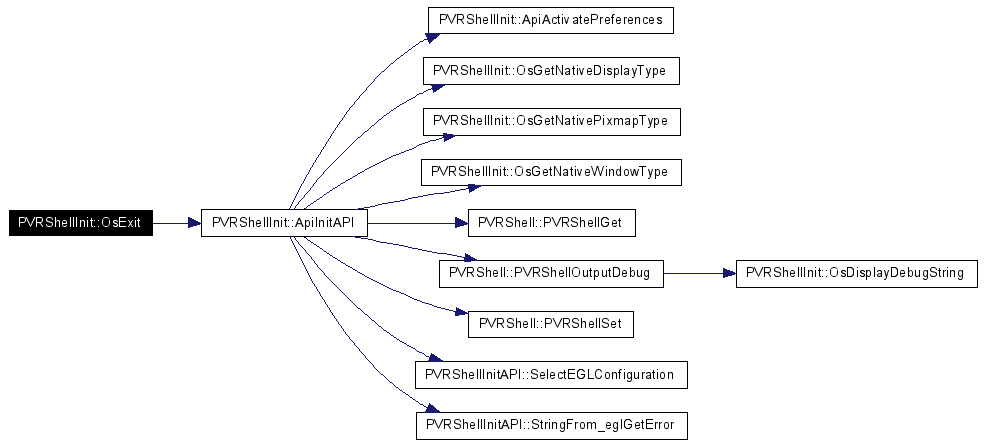 PVRShellInit::ApiActivatePreferences
PVRShellInit::OsGetNativeDisplayType
PVRShellInit::OsGetNativePixmapType
PVRShellInit::OsGetNativeWindowType
PVRShellInit::OsExit
PVRShellInit::ApiInitAPI
PVRShell::PVRShellGet
PVRShell::PVRShellOutputDebug
PVRShellInit::OsDisplayDebugString
PVRShell::PVRShellSet
PVRShellInitAPI::SelectEGLConfiguration
PVRShellInitAPI::StringFrom_eglGetError